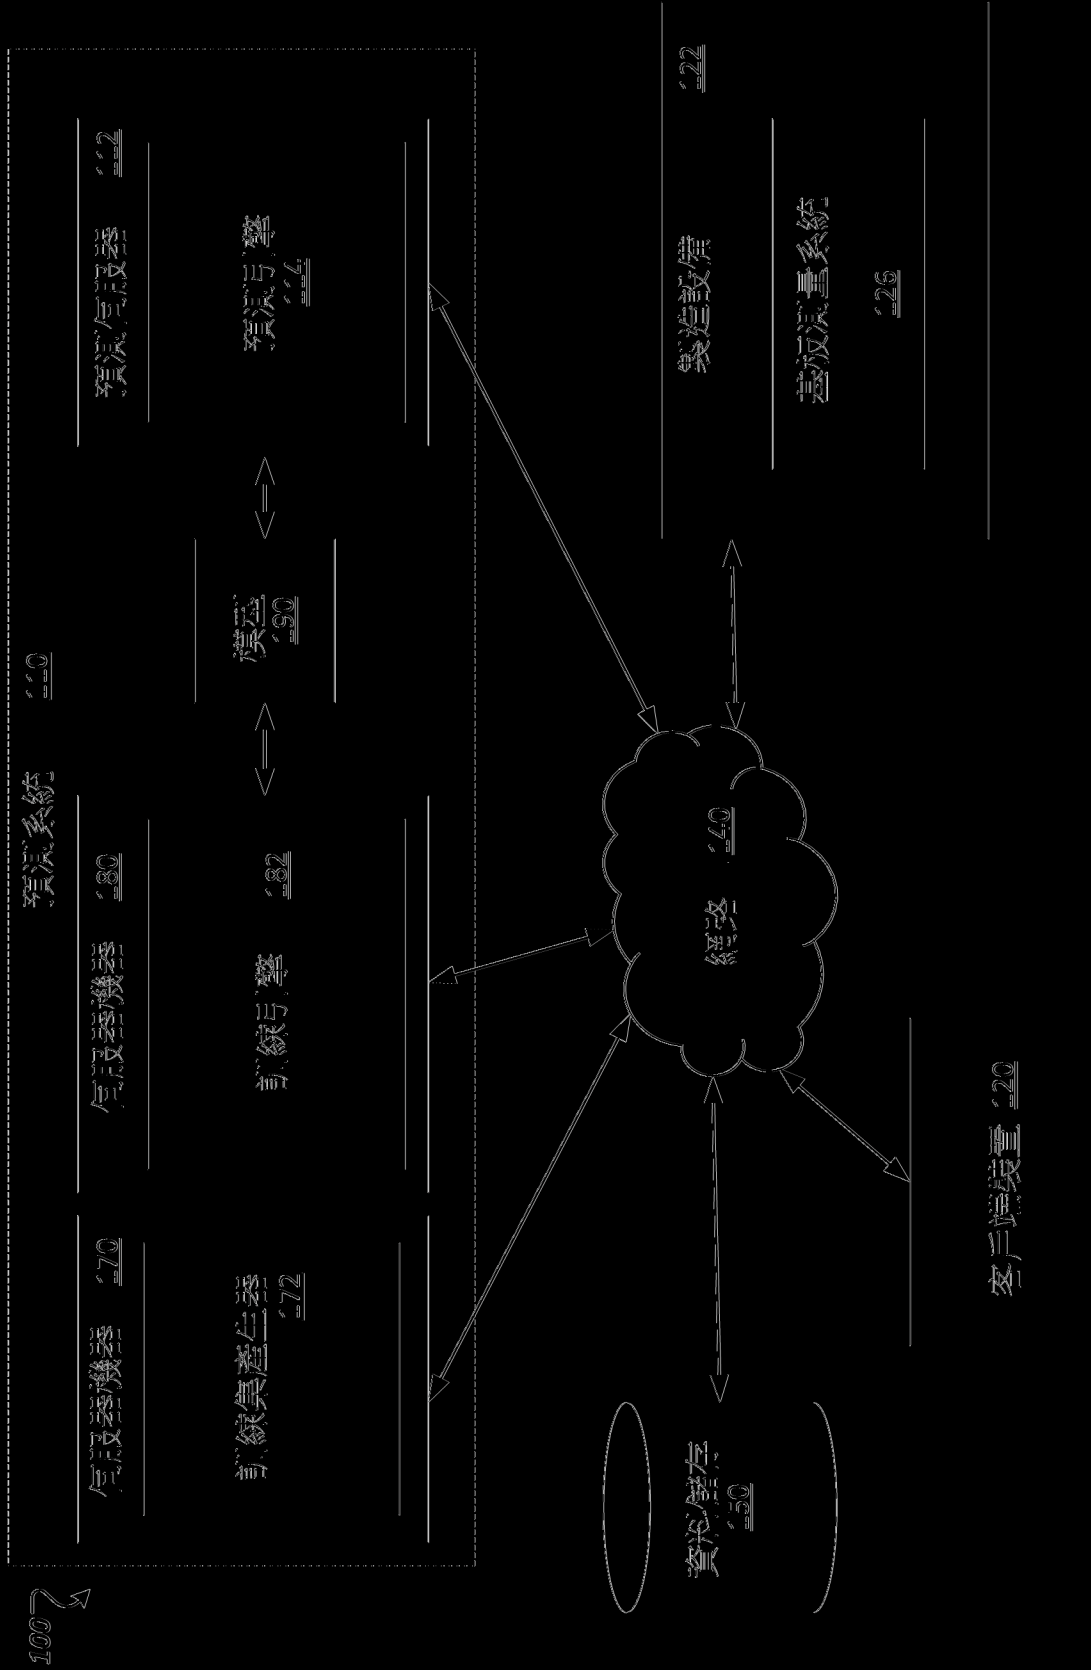 100
預測系統 110
伺服器機器 170
訓練集產生器
172
伺服器機器 180
訓練引擎 182
模型
190
預測伺服器 112
預測引擎
114
資料儲存
150
網路 140
客戶端裝置 120
製造設備 122
基板測量系統
126